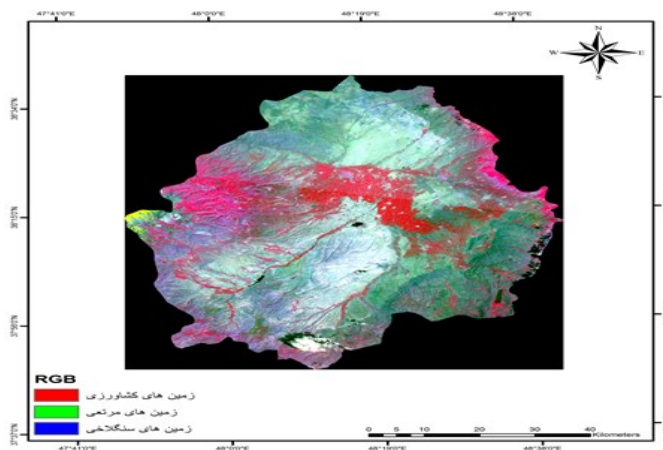 47°41'0"E 48°0'0"E 48°19'0"E 48°38'0"E
N
W E
S
RGB
زمین های کشاورزی
زمین های مرتعی
زمین های سنگلاخی
0 5 10 20 30 40
Kilometers
47°41'0"E 48°0'0"E 48°19'0"E 48°38'0"E